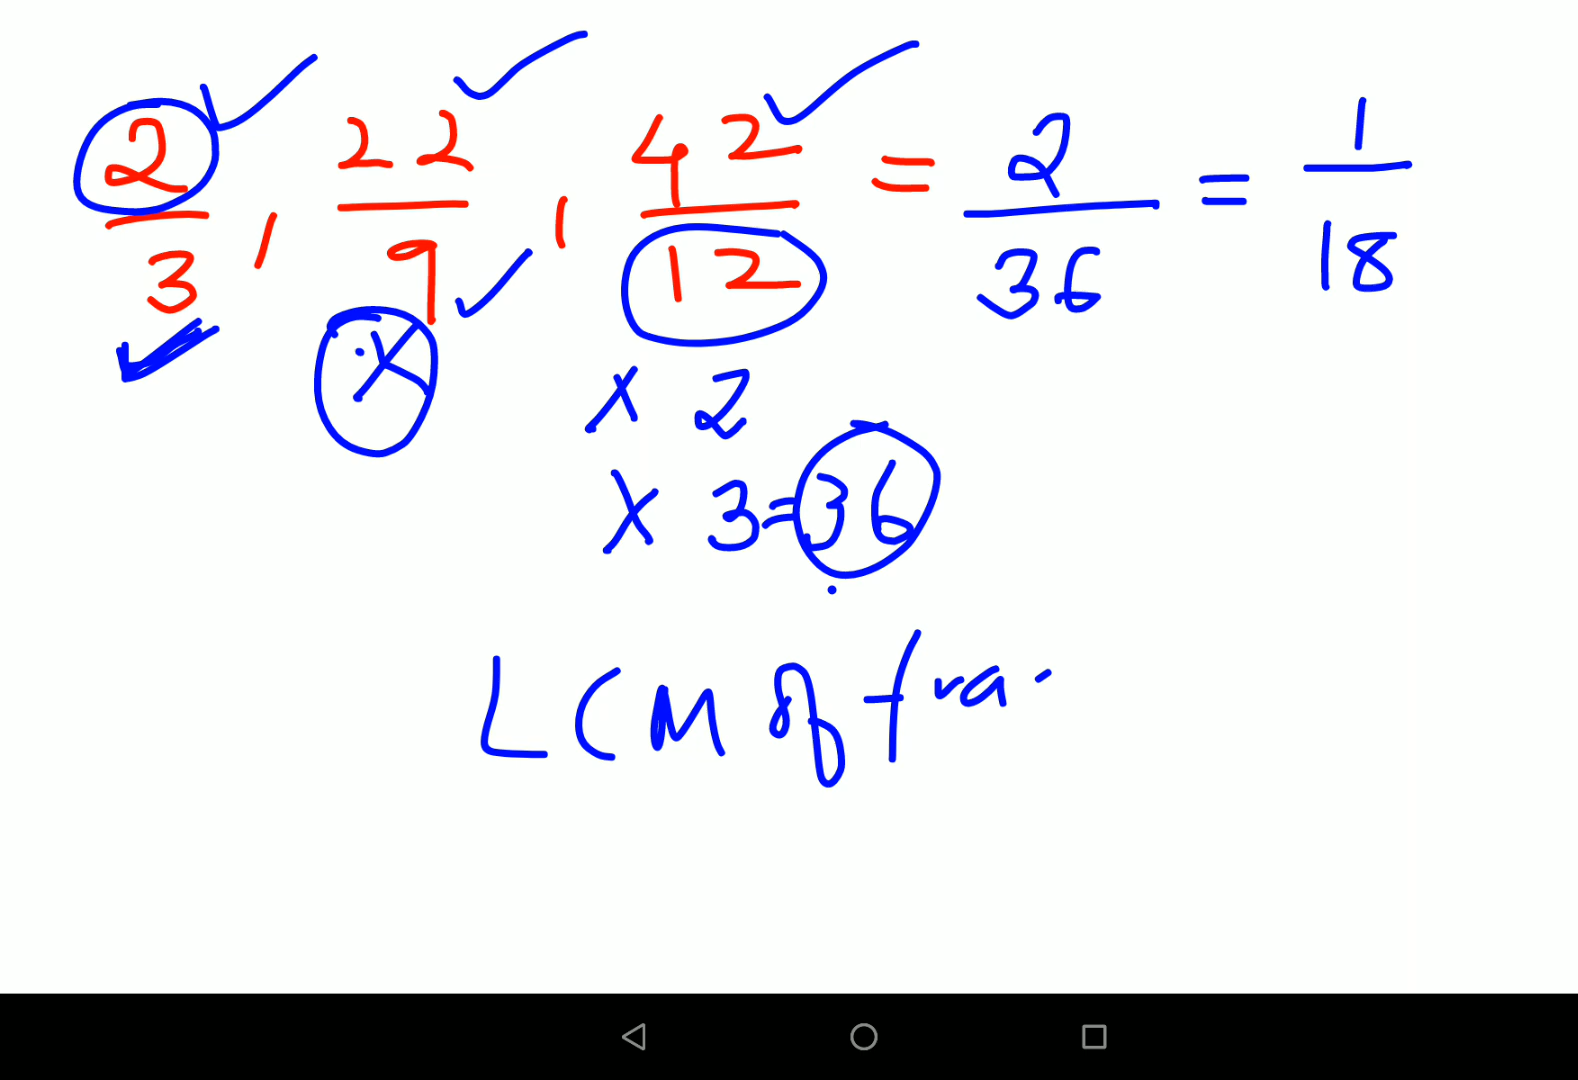 2/3 , 22/9 , 42/12 = 2/36 = 1/18
× 2
× 3 = 36
LCM of fra